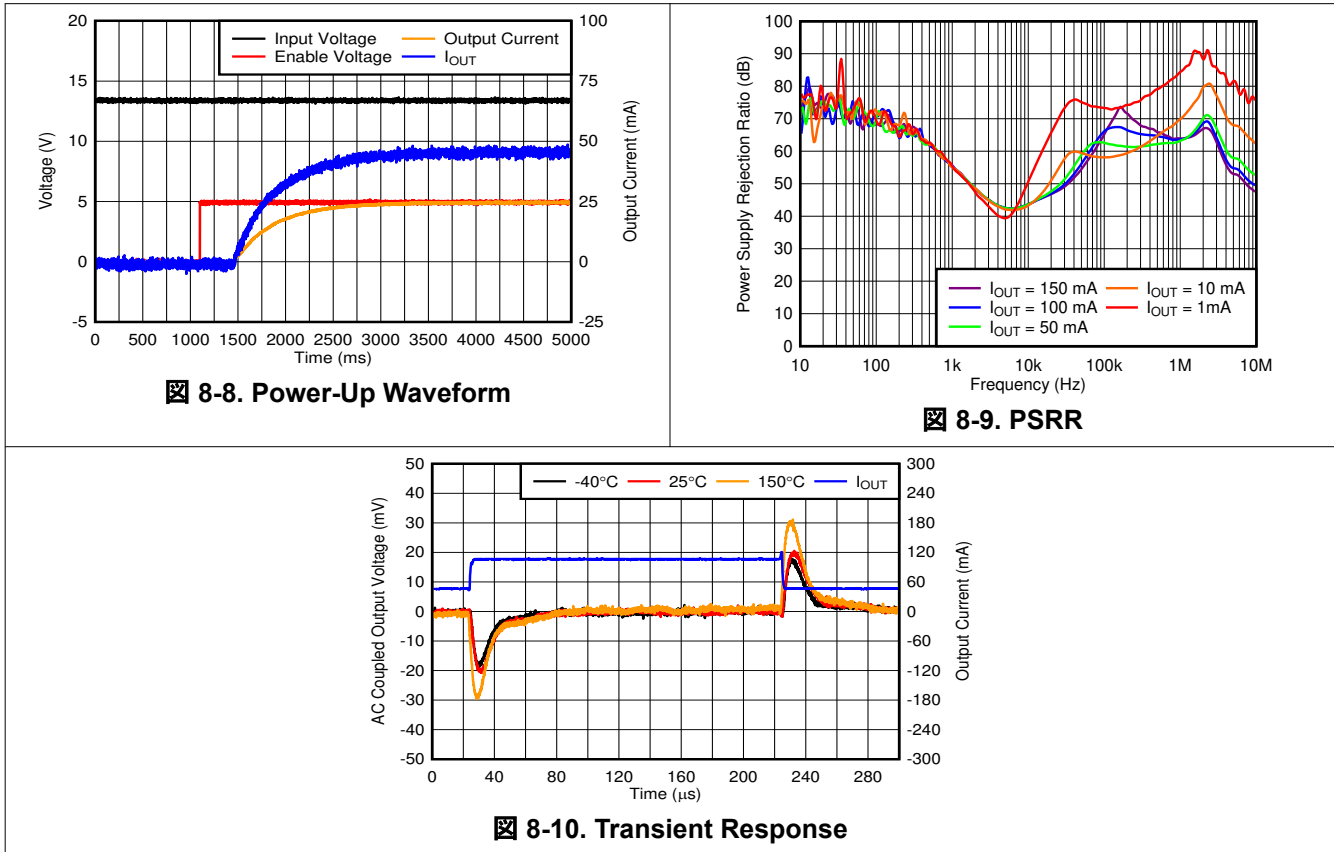 20
15
10
5
0
-5
Voltage (V)
100
75
50
25
0
-25
Output Current (mA)
Input Voltage
Output Current
Enable Voltage
IOUT
0 500 1000 1500 2000 2500 3000 3500 4000 4500 5000
Time (ms)
図 8-8. Power-Up Waveform
100
90
80
70
60
50
40
30
20
10
0
Power Supply Rejection Ratio (dB)
IOUT = 150 mA
IOUT = 10 mA
IOUT = 100 mA
IOUT = 1mA
IOUT = 50 mA
10 100 1k 10k 100k 1M 10M
Frequency (Hz)
図 8-9. PSRR
50
40
30
20
10
0
-10
-20
-30
-40
-50
AC Coupled Output Voltage (mV)
300
240
180
120
60
0
-60
-120
-180
-240
-300
Output Current (mA)
-40°C 25°C 150°C IOUT
0 40 80 120 160 200 240 280
Time (μs)
図 8-10. Transient Response